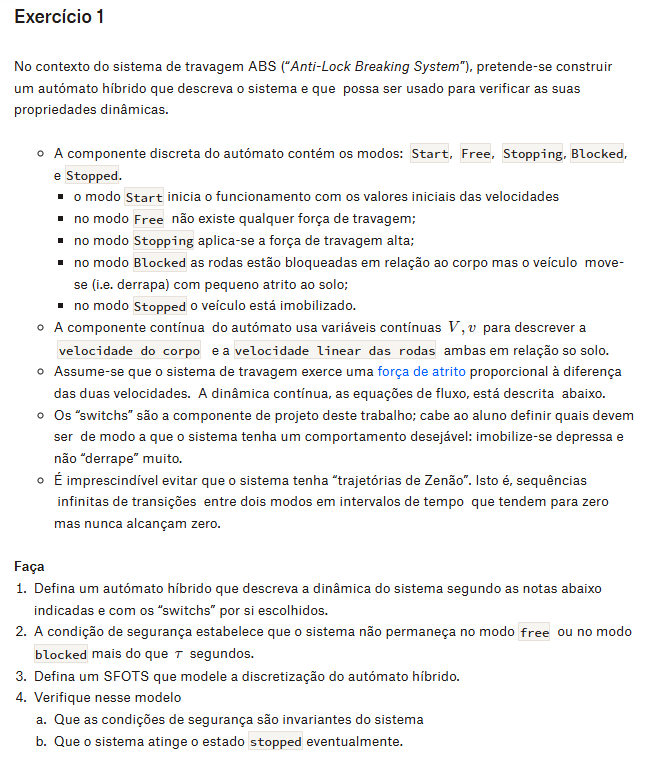 Exercício 1
No contexto do sistema de travagem ABS (“Anti-Lock Breaking System”), pretende-se construir
um autómato híbrido que descreva o sistema e que possa ser usado para verificar as suas
propriedades dinâmicas.
A componente discreta do autómato contém os modos: Start, Free, Stopping, Blocked,
e Stopped.
o modo Start inicia o funcionamento com os valores iniciais das velocidades
no modo Free não existe qualquer força de travagem;
no modo Stopping aplica-se a força de travagem alta;
no modo Blocked as rodas estão bloqueadas em relação ao corpo mas o veículo move-
se (i.e. derrapa) com pequeno atrito ao solo;
no modo Stopped o veículo está imobilizado.
A componente contínua do autómato usa variáveis contínuas V, v para descrever a
velocidade do corpo e a velocidade linear das rodas ambas em relação so solo.
Assume-se que o sistema de travagem exerce uma força de atrito proporcional à diferença
das duas velocidades. A dinâmica contínua, as equações de fluxo, está descrita abaixo.
Os “switchs” são a componente de projeto deste trabalho; cabe ao aluno definir quais devem
ser de modo a que o sistema tenha um comportamento desejável: imobilize-se depressa e
não “derrape” muito.
É imprescindível evitar que o sistema tenha “trajetórias de Zenão”. Isto é, sequências
infinitas de transições entre dois modos em intervalos de tempo que tendem para zero
mas nunca alcançam zero.
Faça
1. Defina um autómato híbrido que descreva a dinâmica do sistema segundo as notas abaixo
indicadas e com os “switchs” por si escolhidos.
2. A condição de segurança estabelece que o sistema não permaneça no modo free ou no modo
blocked mais do que τ segundos.
3. Defina um SFOTS que modele a discretização do autómato híbrido.
4. Verifique nesse modelo
a. Que as condições de segurança são invariantes do sistema
b. Que o sistema atinge o estado stopped eventualmente.